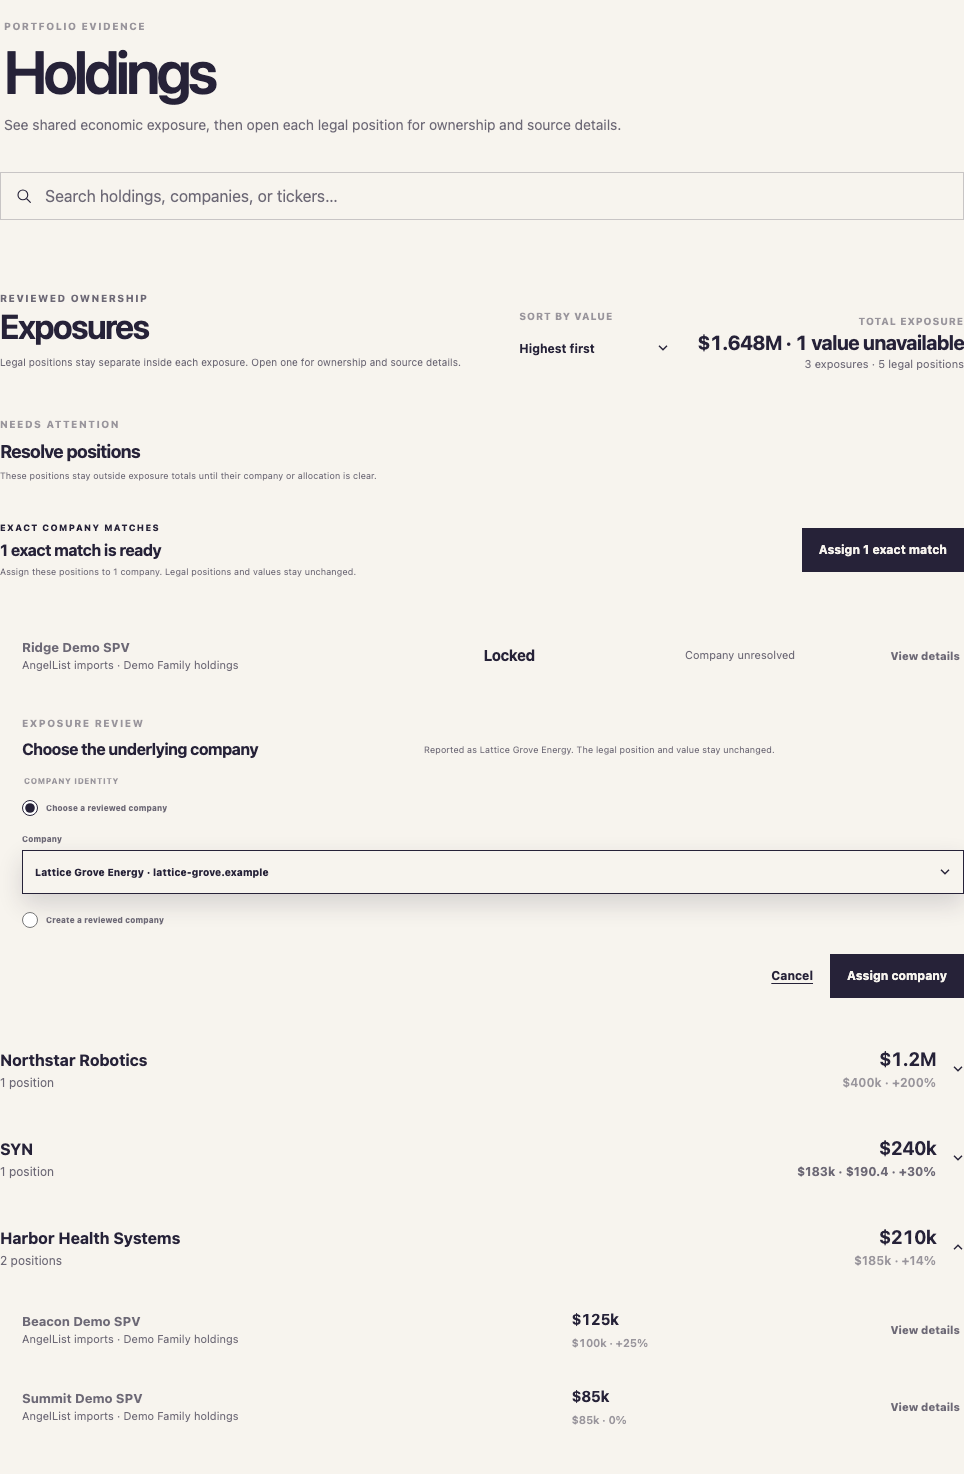 PORTFOLIO EVIDENCE
Holdings
See shared economic exposure, then open each legal position for ownership and source details.
Search holdings, companies, or tickers...
REVIEWED OWNERSHIP
Exposures
Legal positions stay separate inside each exposure. Open one for ownership and source details.
SORT BY VALUE
Highest first
TOTAL EXPOSURE
$1.648M · 1 value unavailable
3 exposures · 5 legal positions
NEEDS ATTENTION
Resolve positions
These positions stay outside exposure totals until their company or allocation is clear.
EXACT COMPANY MATCHES
1 exact match is ready
Assign these positions to 1 company. Legal positions and values stay unchanged.
Assign 1 exact match
Ridge Demo SPV
AngelList imports · Demo Family holdings
Locked
Company unresolved
View details
EXPOSURE REVIEW
Choose the underlying company
Reported as Lattice Grove Energy. The legal position and value stay unchanged.
COMPANY IDENTITY
Choose a reviewed company
Company
Lattice Grove Energy · lattice-grove.example
Create a reviewed company
Cancel
Assign company
Northstar Robotics
1 position
$1.2M
$400k · +200%
SYN
1 position
$240k
$183k · $190.4 · +30%
Harbor Health Systems
2 positions
$210k
$185k · +14%
Beacon Demo SPV
AngelList imports · Demo Family holdings
$125k
$100k · +25%
View details
Summit Demo SPV
AngelList imports · Demo Family holdings
$85k
$85k · 0%
View details